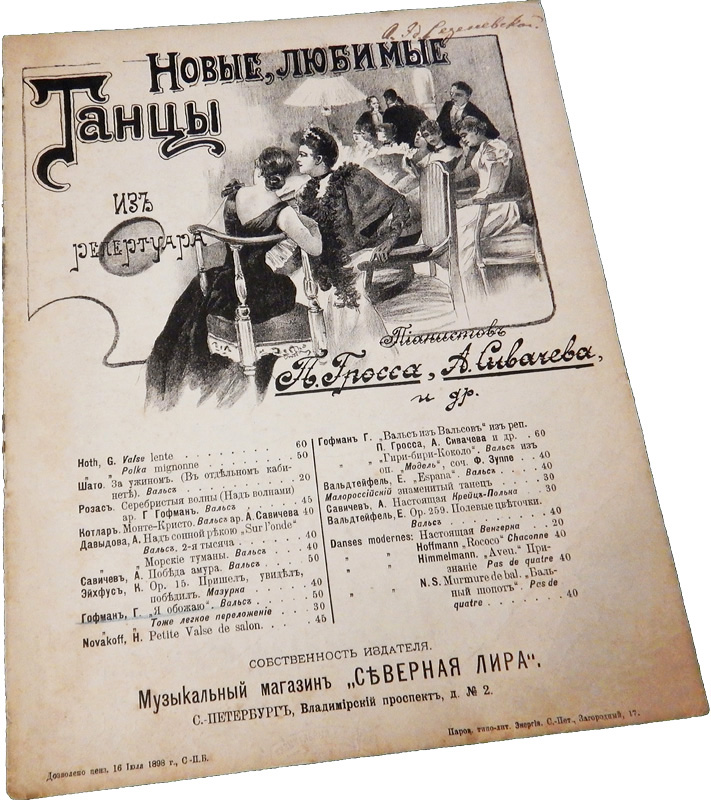 Новые, любимые
Танцы
изъ
репертуара
Піанистовъ
П. Гросса, А. Сивачева,
и др.
Hoth, G. Valse lente 60
„ „ Polka mignonne 50
Шаго. За ужиномъ. (Въ отдѣльномъ каби-
нетѣ). Вальсъ 20
Розасъ. Серебристыя волны (Надъ волнами)
ар. Г Гофманъ. Вальсъ 45
Котларъ. Монте-Кристо. Вальсъ ар. А. Савичева 40
Давыдова, А. Надъ сонной рѣкою „Sur l'onde"
Вальсъ, 2-я тысяча 40
„ „ Морскіе туманы. Вальсъ 40
Савичевъ, А. Побѣда амура. Вальсъ 50
Эйхфусъ, К. Op. 15. Пришелъ, увидѣлъ,
побѣдилъ. Мазурка 40
Гофманъ, Г. „Я обожаю". Вальсъ 50
„ „ Тоже легкое переложеніе 30
Novakoff, H. Petite Valse de salon. 45
Гофманъ Г. „Вальсъ изъ Вальсовъ" изъ реп.
П. Гросса, А. Сивачева и др. 60
„ „ „Гири-бири-Коколо". Вальсъ изъ
оп. „Модель", соч. Ф. Зуппе 40
Вальдтейфель, Е. „Espana". Вальсъ 40
Малороссійскій знаменитый танецъ 30
Савичевъ, А. Настоящая Крейцъ-Полька 30
Вальдтейфель, Е. Op. 259. Полевые цвѣточки.
Вальсъ 40
Danses modernes: Настоящая Венгерка 20
„ „ Hoffmann „Rococo" Chaconne 40
„ „ Himmelmann. „Aveu." При-
знаніе Pas de quatre 40
„ „ N. S. Murmure de bal. „Баль-
ный шопотъ". Pas de
quatre 40
СОБСТВЕННОСТЬ ИЗДАТЕЛЯ.
Музыкальный магазинъ „СѢВЕРНАЯ ЛИРА".
С.-ПЕТЕРБУРГЪ, Владимірскій проспектъ, д. № 2.
Дозволено ценз. 16 Іюля 1898 г., С-П.Б.
Паров. типо-лит. Энергія. С.-Пет., Загородный, 17.